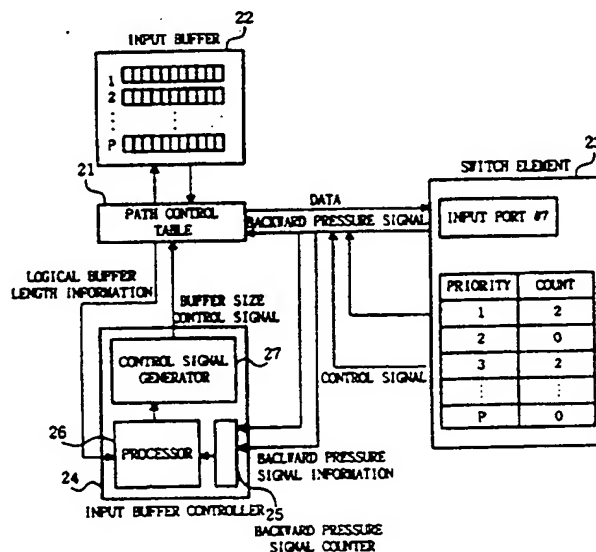 22
INPUT BUFFER
1
2
P
21
PATH CONTROL
TABLE
DATA
BACKWARD PRESSURE SIGNAL
SWITCH ELEMENT
INPUT PORT #7
PRIORITY COUNT
1 2
2 0
3 2
P 0
LOGICAL BUFFER
LENGTH INFORMATION
BUFFER SIZE
CONTROL SIGNAL
27
CONTROL SIGNAL
GENERATOR
CONTROL SIGNAL
26
PROCESSOR
24
BACLWARD PRESSURE
SIGNAL INFORMATION
25
INPUT BUFFER CONTROLLER
BACKWARD PRESSURE
SIGNAL COUNTER